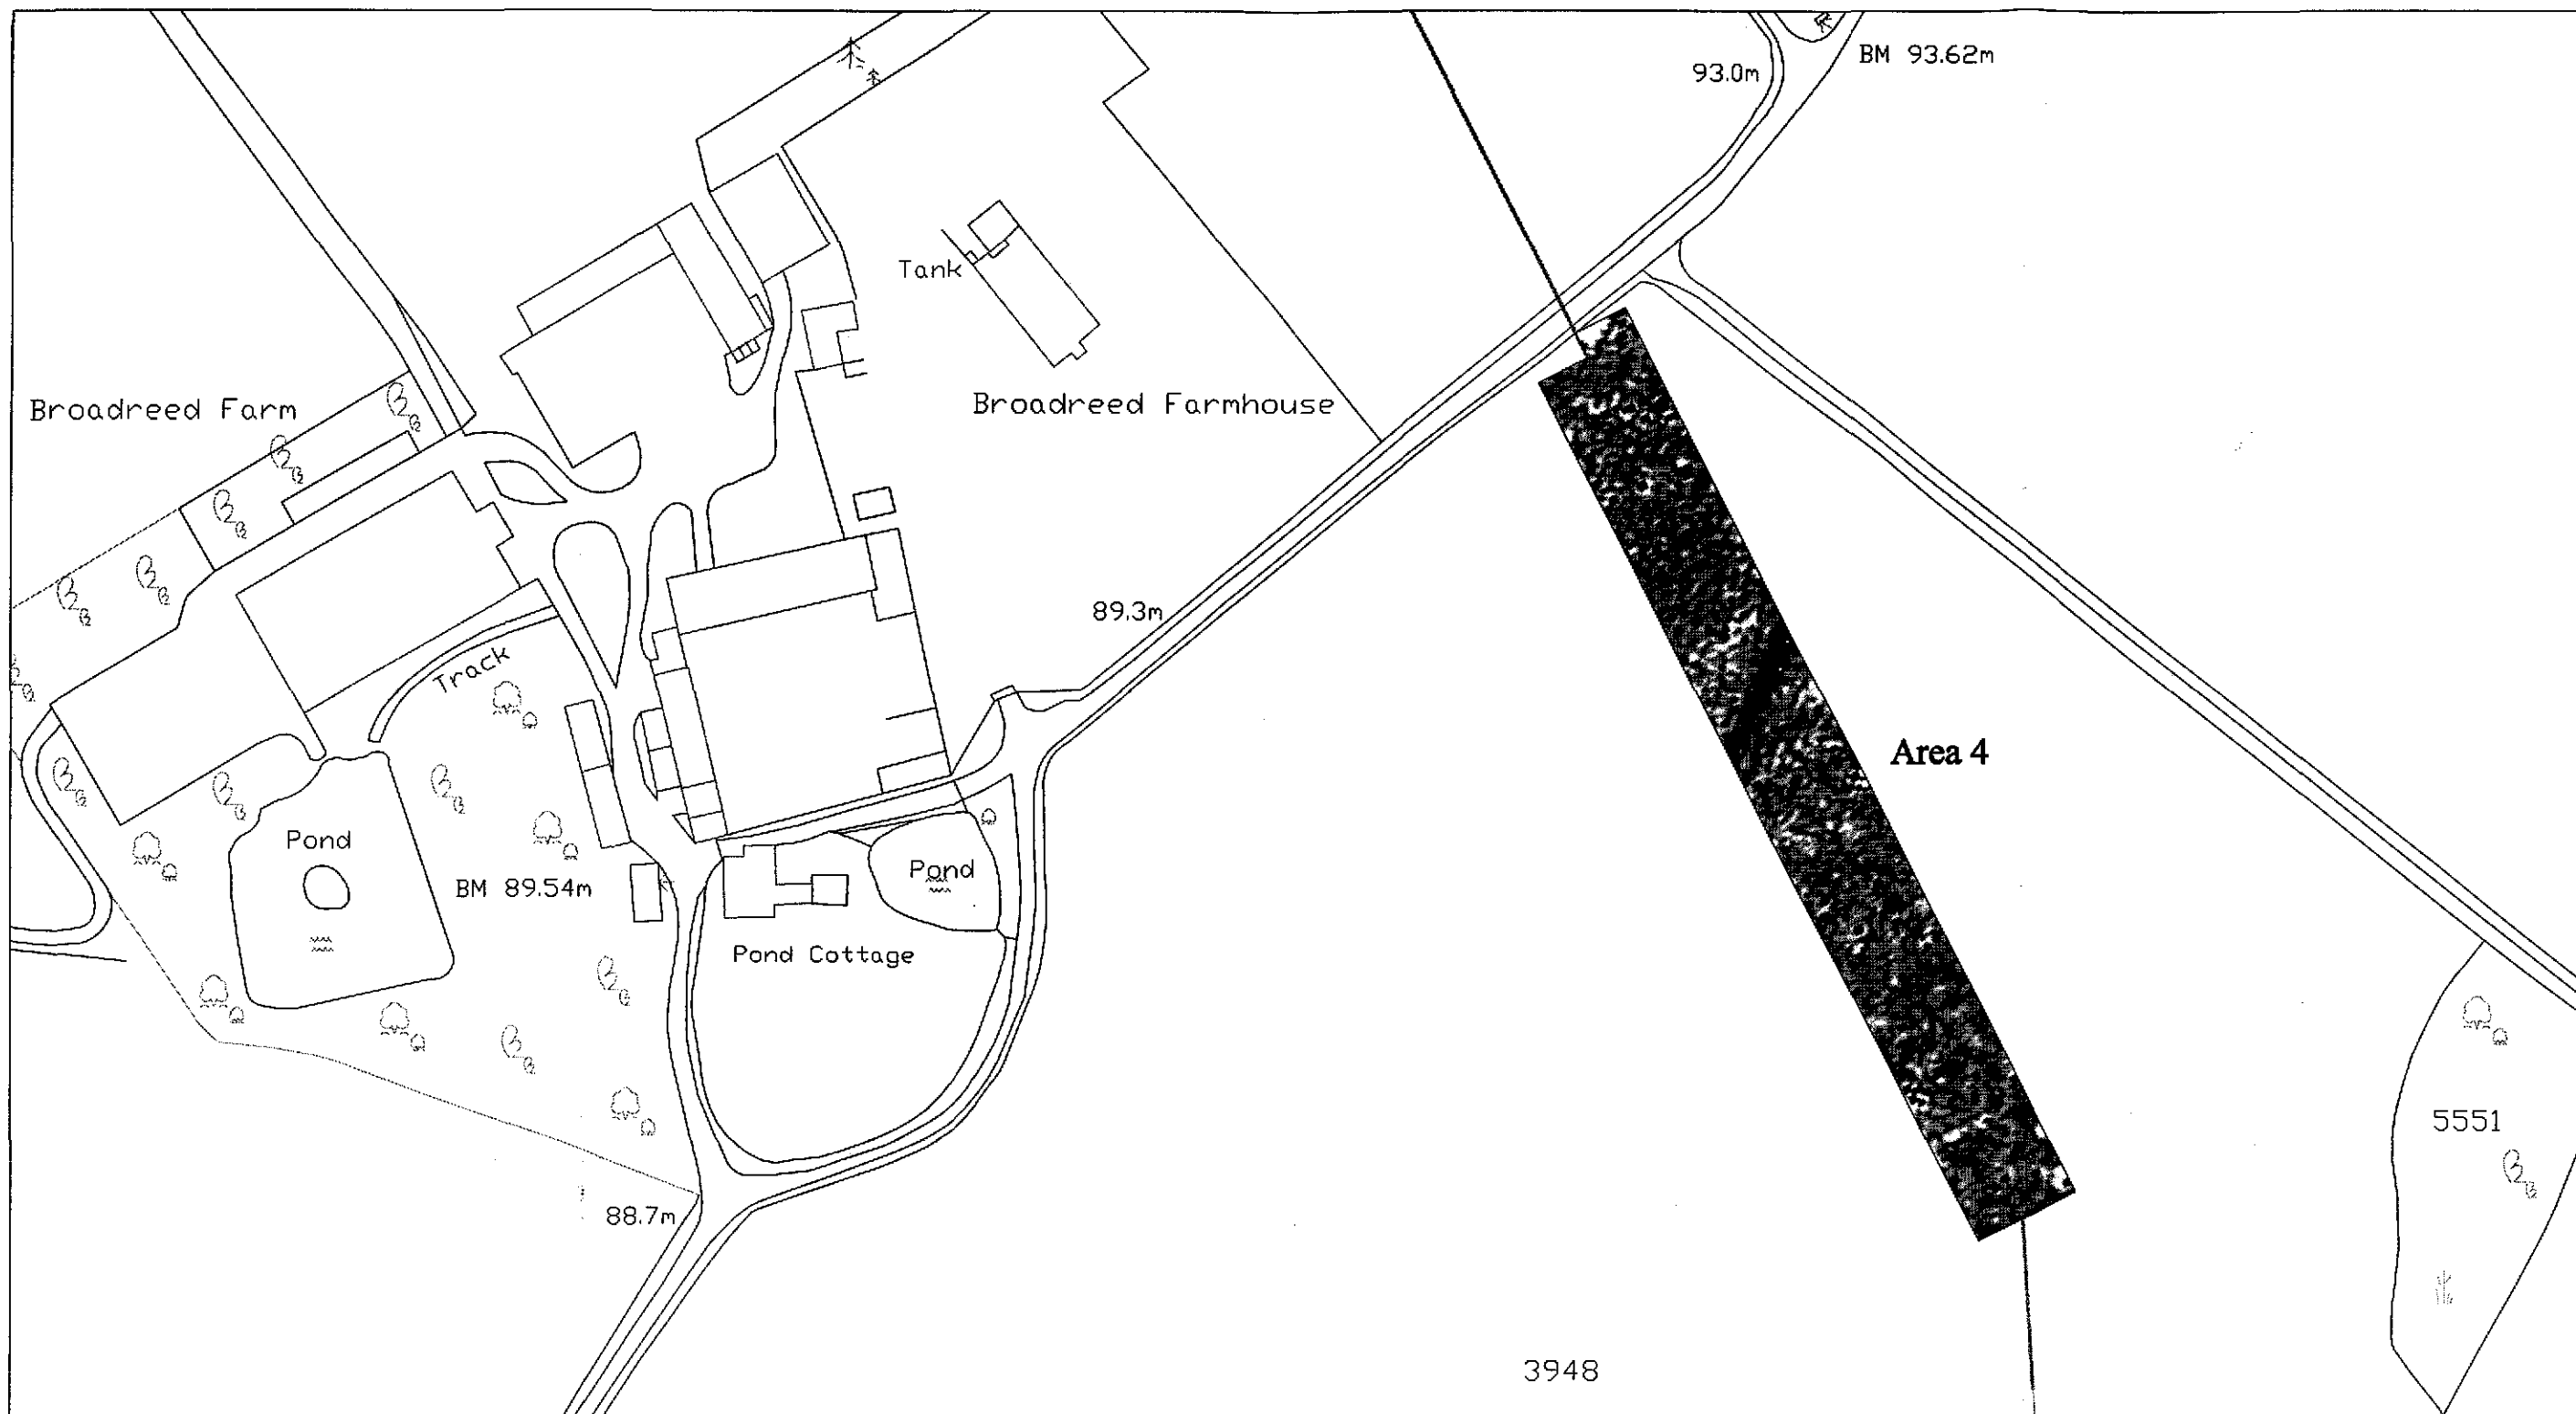 BM 93.62m
93.0m
Tank
Broadreed Farm
Broadreed Farmhouse
89.3m
Track
Area 4
Pond
Pond
BM 89.54m
Pond Cottage
5551
88.7m
3948